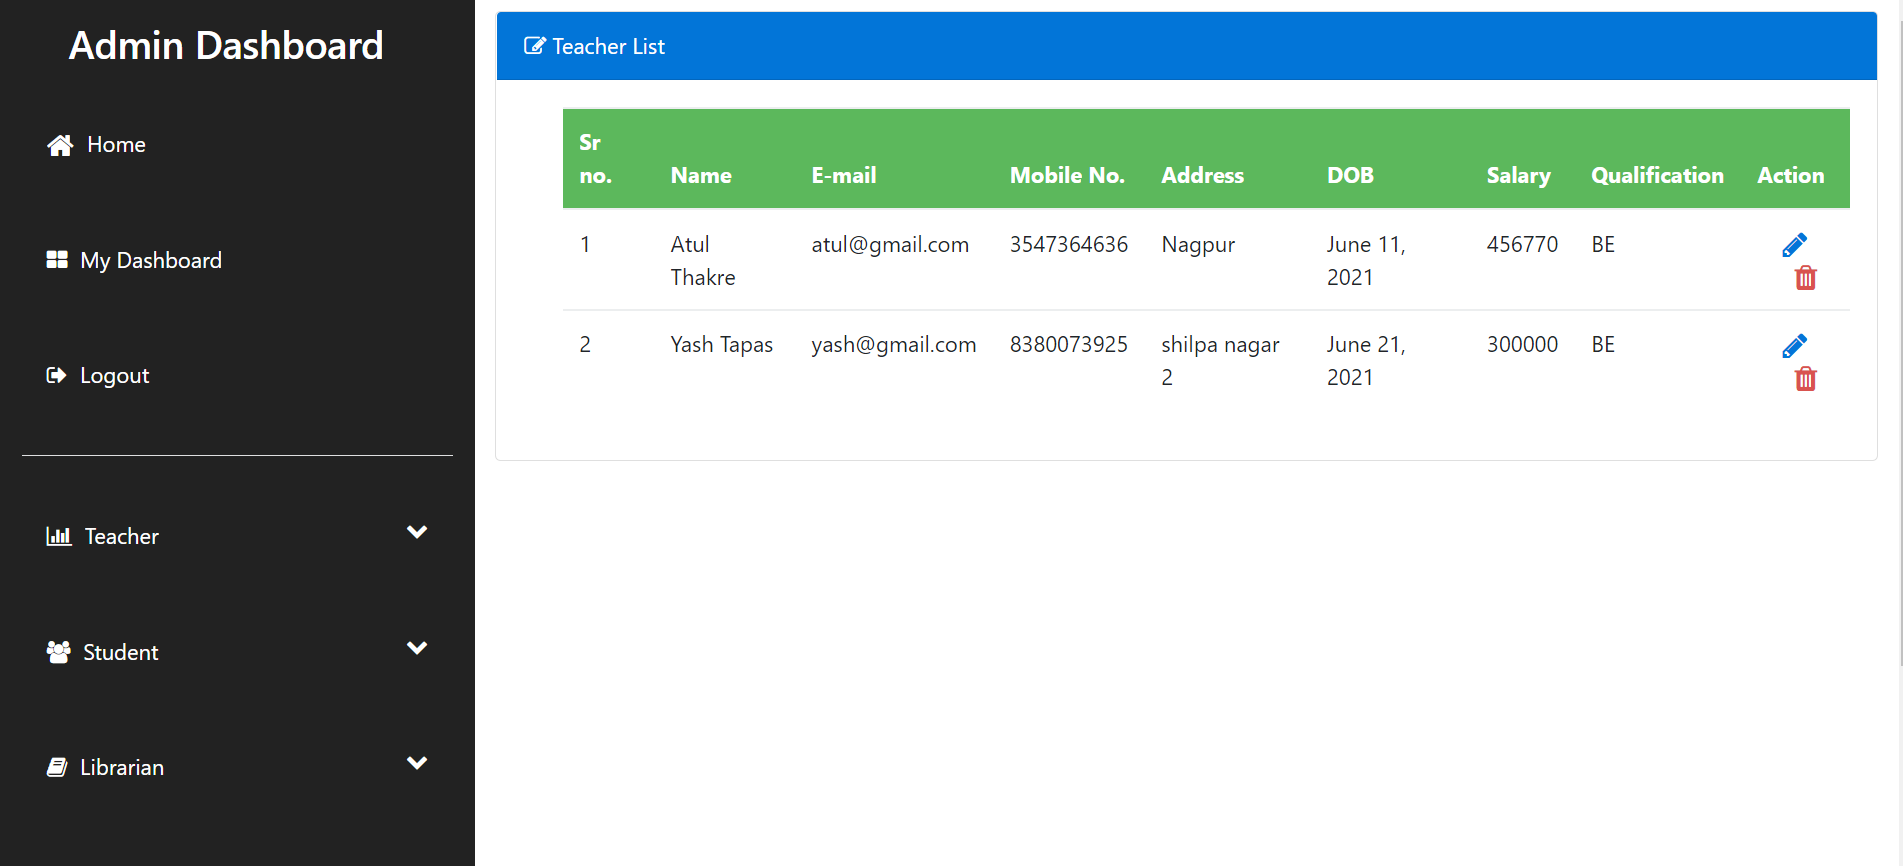 Admin Dashboard
Home
My Dashboard
Logout
Teacher
Student
Librarian
Teacher List
Sr no. Name E-mail Mobile No. Address DOB Salary Qualification Action
1 Atul Thakre atul@gmail.com 3547364636 Nagpur June 11, 2021 456770 BE
2 Yash Tapas yash@gmail.com 8380073925 shilpa nagar 2 June 21, 2021 300000 BE